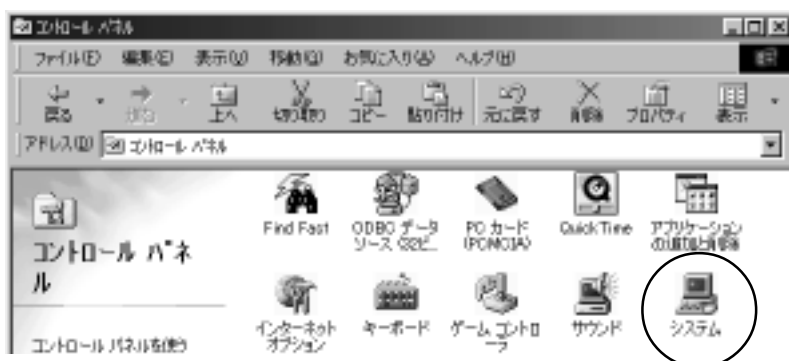 コントロール パネル
ファイル(F) 編集(E) 表示(V) 移動(G) お気に入り(A) ヘルプ(H)
戻る 進む 上へ 切り取り コピー 貼り付け 元に戻す 削除 プロパティ 表示
アドレス(D) コントロール パネル
コントロール パネ
ル
コントロール パネルを使う
Find Fast
ODBC データ
ソース (32ビ...
PC カード
(PCMCIA)
QuickTime
アプリケーション
の追加と削除
インターネット
オプション
キーボード
ゲーム コントロ
ーラ
サウンド
システム